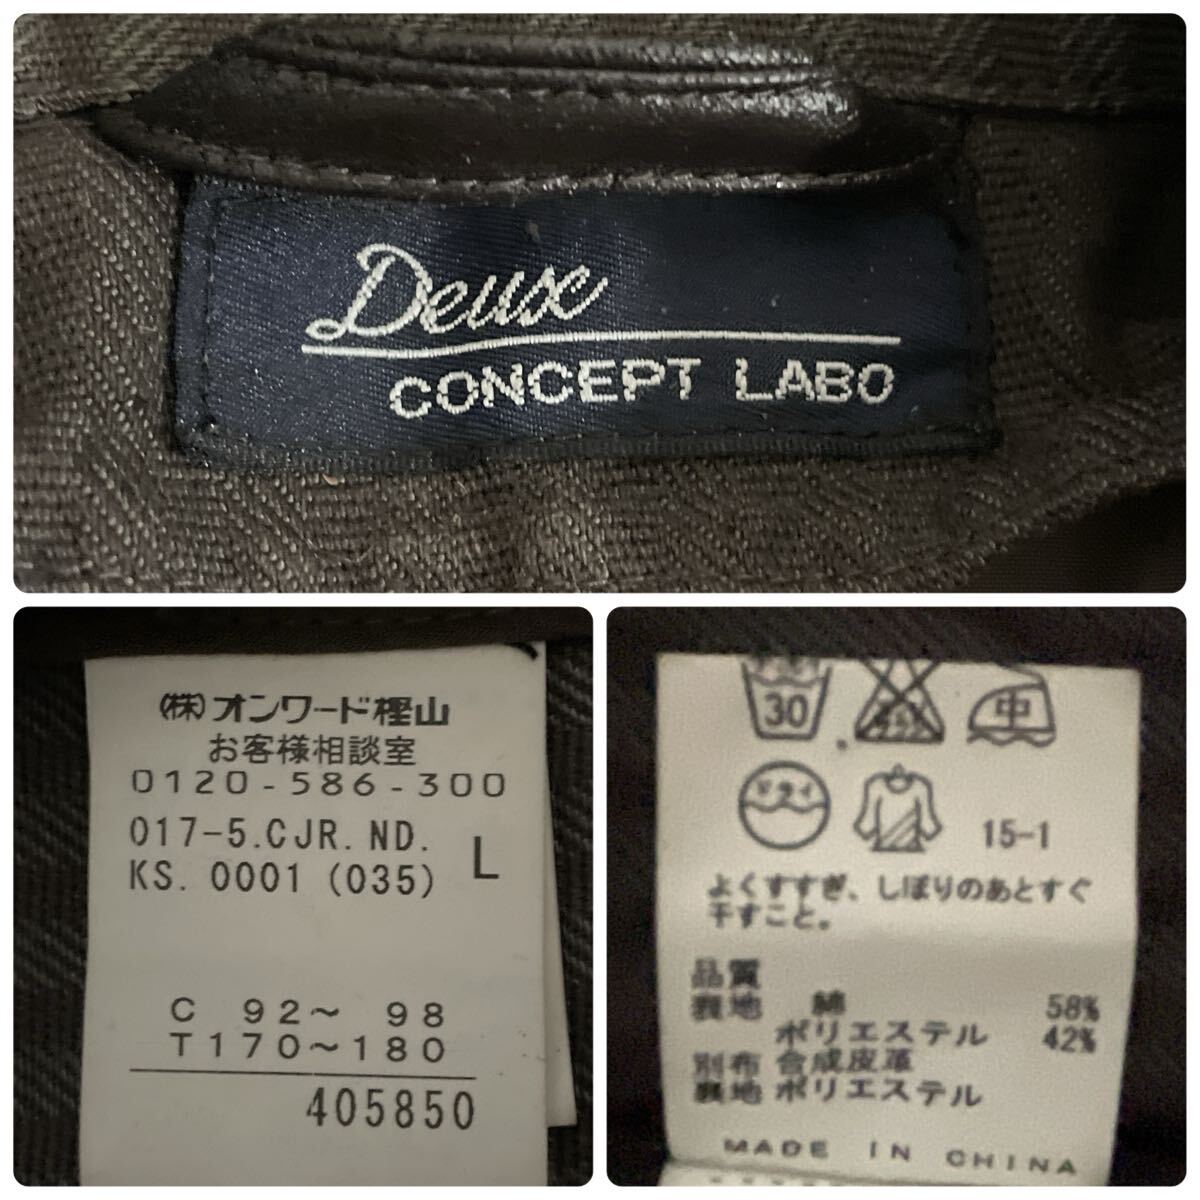 Deux
CONCEPT LABO
(株)オンワード樫山
お客様相談室
0120-586-300
017-5.CJR.ND.
KS.0001(035) L
C 92～ 98
T170～180
405850
30 中
ドライ 15-1
よくすすぎ、しぼりのあとすぐ
干すこと。
品質
表地 綿 58%
ポリエステル 42%
別布 合成皮革
裏地 ポリエステル
MADE IN CHINA